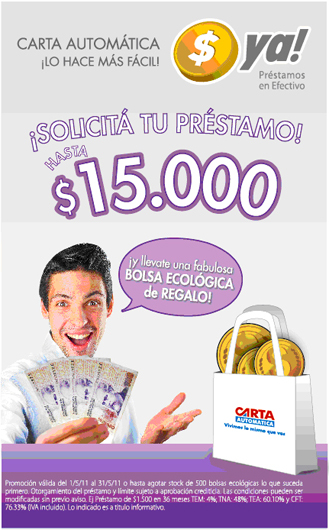 CARTA AUTOMÁTICA
¡LO HACE MÁS FÁCIL!
$ ya!
Préstamos
en Efectivo
¡SOLICITÁ TU PRÉSTAMO!
HASTA
$15.000
¡y llevate una fabulosa
BOLSA ECOLÓGICA
de REGALO!
CARTA
AUTOMATICA
Vivimos lo mismo que vos
Promoción válida del 1/5/11 al 31/5/11 o hasta agotar stock de 500 bolsas ecológicas lo que suceda
primero. Otorgamiento del préstamo y límite sujeto a aprobación crediticia. Las condiciones pueden ser
modificadas sin previo aviso. Ej Préstamo de $1.500 en 36 meses TEM: 4%, TNA: 48%; TEA: 60.10% y CFT:
76.33% (IVA incluido). Lo indicado es a título informativo.